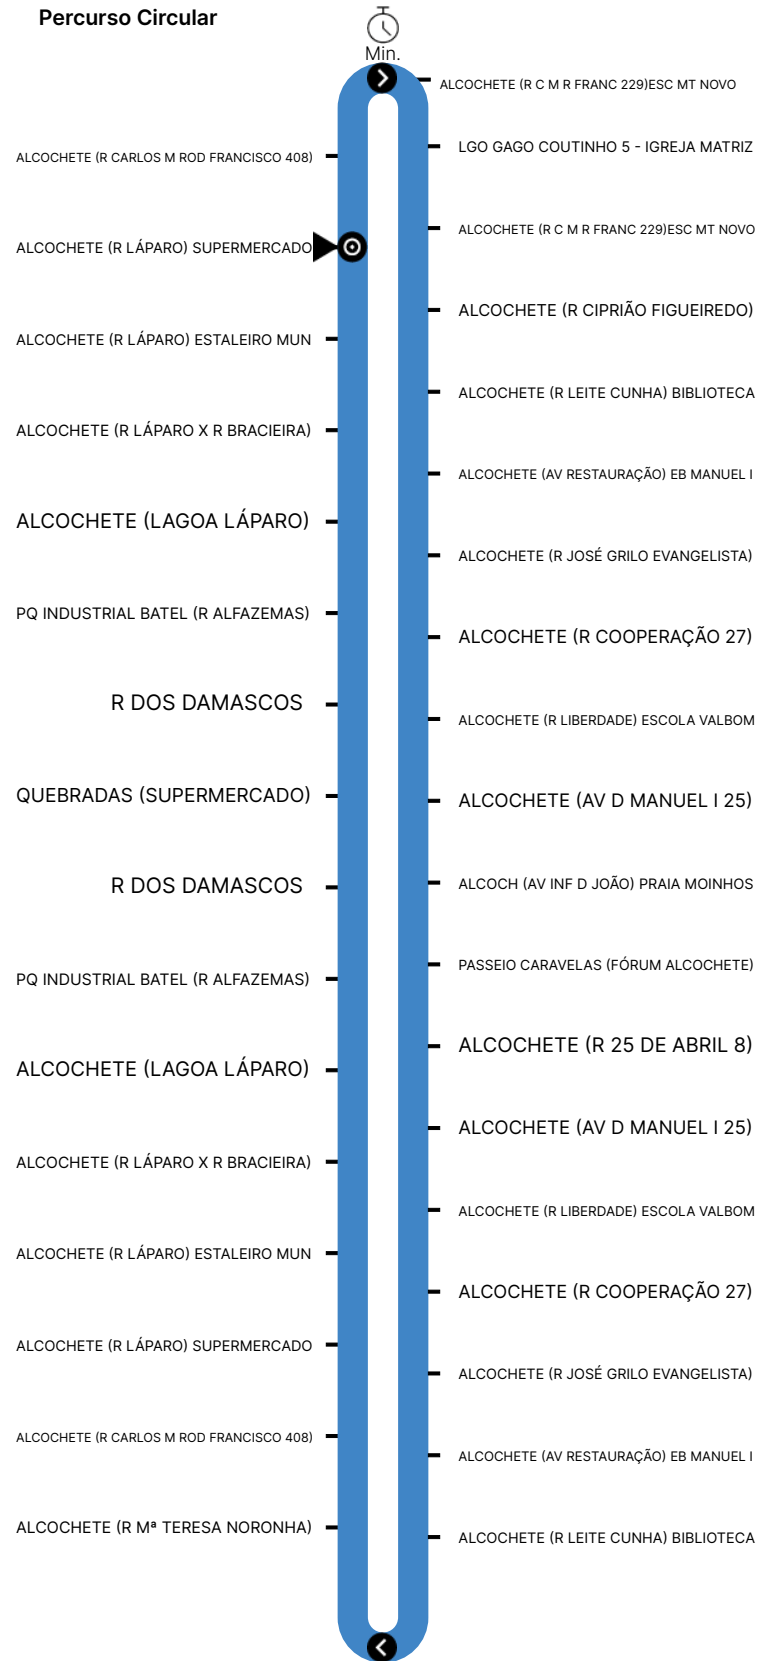 Percurso Circular
Min.
ALCOCHETE (R C M R FRANC 229)ESC MT NOVO
LGO GAGO COUTINHO 5 - IGREJA MATRIZ
ALCOCHETE (R C M R FRANC 229)ESC MT NOVO
ALCOCHETE (R CIPRIÃO FIGUEIREDO)
ALCOCHETE (R LEITE CUNHA) BIBLIOTECA
ALCOCHETE (AV RESTAURAÇÃO) EB MANUEL I
ALCOCHETE (R JOSÉ GRILO EVANGELISTA)
ALCOCHETE (R COOPERAÇÃO 27)
ALCOCHETE (R LIBERDADE) ESCOLA VALBOM
ALCOCHETE (AV D MANUEL I 25)
ALCOCH (AV INF D JOÃO) PRAIA MOINHOS
PASSEIO CARAVELAS (FÓRUM ALCOCHETE)
ALCOCHETE (R 25 DE ABRIL 8)
ALCOCHETE (AV D MANUEL I 25)
ALCOCHETE (R LIBERDADE) ESCOLA VALBOM
ALCOCHETE (R COOPERAÇÃO 27)
ALCOCHETE (R JOSÉ GRILO EVANGELISTA)
ALCOCHETE (AV RESTAURAÇÃO) EB MANUEL I
ALCOCHETE (R LEITE CUNHA) BIBLIOTECA
ALCOCHETE (R CARLOS M ROD FRANCISCO 408)
ALCOCHETE (R LÁPARO) SUPERMERCADO
ALCOCHETE (R LÁPARO) ESTALEIRO MUN
ALCOCHETE (R LÁPARO X R BRACIEIRA)
ALCOCHETE (LAGOA LÁPARO)
PQ INDUSTRIAL BATEL (R ALFAZEMAS)
R DOS DAMASCOS
QUEBRADAS (SUPERMERCADO)
R DOS DAMASCOS
PQ INDUSTRIAL BATEL (R ALFAZEMAS)
ALCOCHETE (LAGOA LÁPARO)
ALCOCHETE (R LÁPARO X R BRACIEIRA)
ALCOCHETE (R LÁPARO) ESTALEIRO MUN
ALCOCHETE (R LÁPARO) SUPERMERCADO
ALCOCHETE (R CARLOS M ROD FRANCISCO 408)
ALCOCHETE (R Mª TERESA NORONHA)